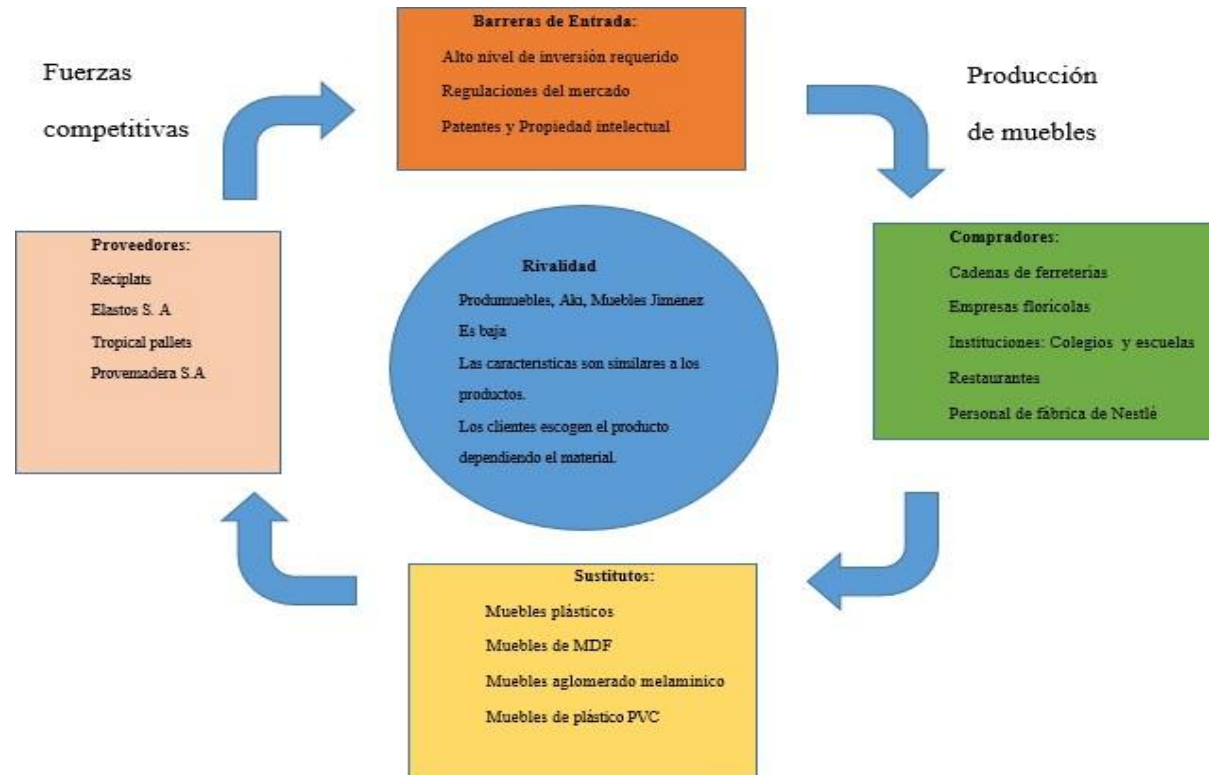 Fuerzas
competitivas
Barreras de Entrada:
Alto nivel de inversión requerido
Regulaciones del mercado
Patentes y Propiedad intelectual
Producción
de muebles
Proveedores:
Reciplats
Elastos S. A
Tropical pallets
Provemadera S.A
Rivalidad
Produmuebles, Aki, Muebles Jimenez
Es baja
Las caracteristicas son similares a los
productos.
Los clientes escogen el producto
dependiendo el material.
Compradores:
Cadenas de ferreterias
Empresas floricolas
Instituciones: Colegios y escuelas
Restaurantes
Personal de fábrica de Nestlé
Sustitutos:
Muebles plásticos
Muebles de MDF
Muebles aglomerado melaminico
Muebles de plástico PVC